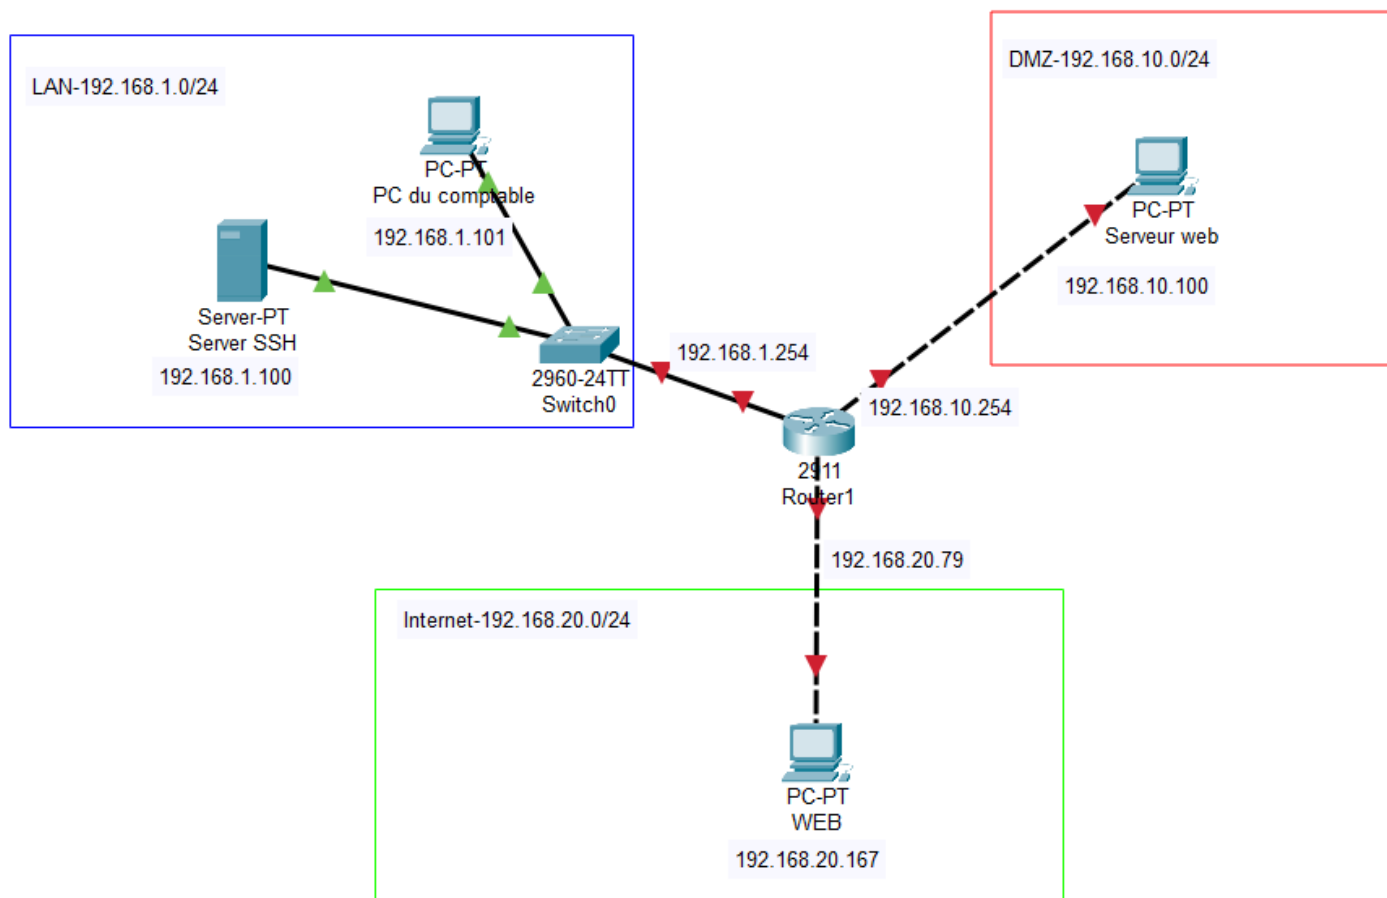 LAN-192.168.1.0/24
PC-PT
PC du comptable
192.168.1.101
Server-PT
Server SSH
192.168.1.100
2960-24TT
Switch0
192.168.1.254
DMZ-192.168.10.0/24
PC-PT
Serveur web
192.168.10.100
192.168.10.254
2911
Router1
192.168.20.79
Internet-192.168.20.0/24
PC-PT
WEB
192.168.20.167